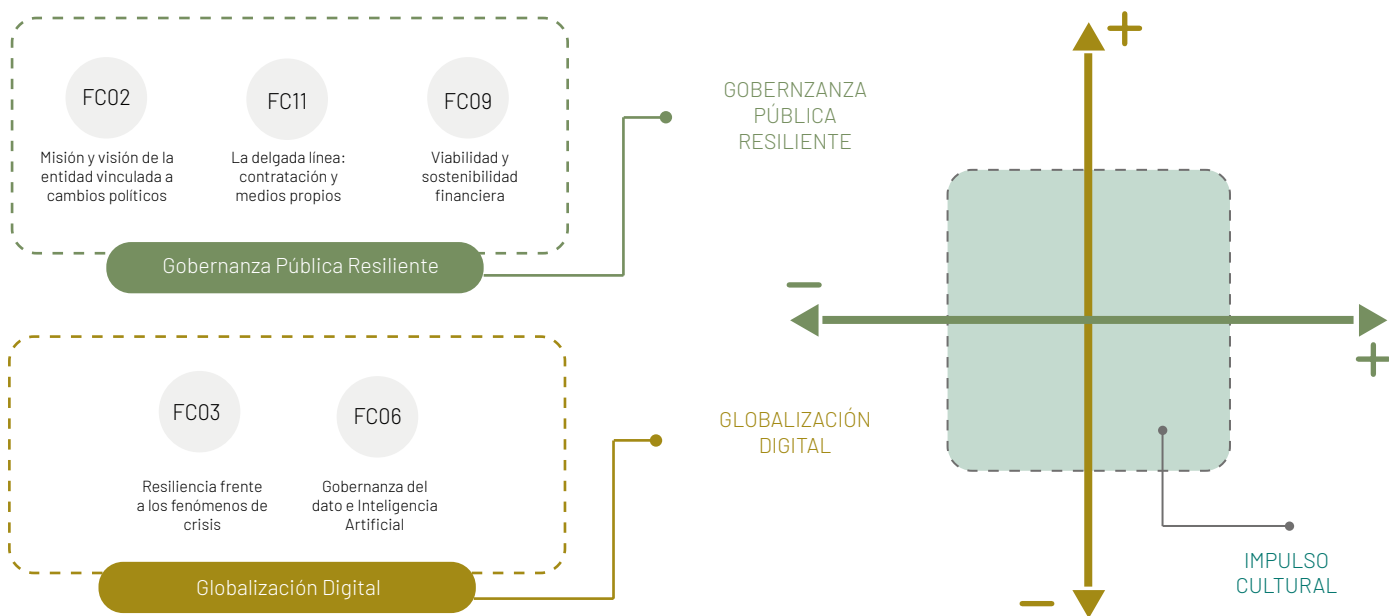 FC02
Misión y visión de la
entidad vinculada a
cambios políticos
FC11
La delgada línea:
contratación y
medios propios
FC09
Viabilidad y
sostenibilidad
financiera
Gobernanza Pública Resiliente
FC03
Resiliencia frente
a los fenómenos de
crisis
FC06
Gobernanza del
dato e Inteligencia
Artificial
Globalización Digital
GOBERNZANZA
PÚBLICA
RESILIENTE
GLOBALIZACIÓN
DIGITAL
+
−
+
−
IMPULSO
CULTURAL